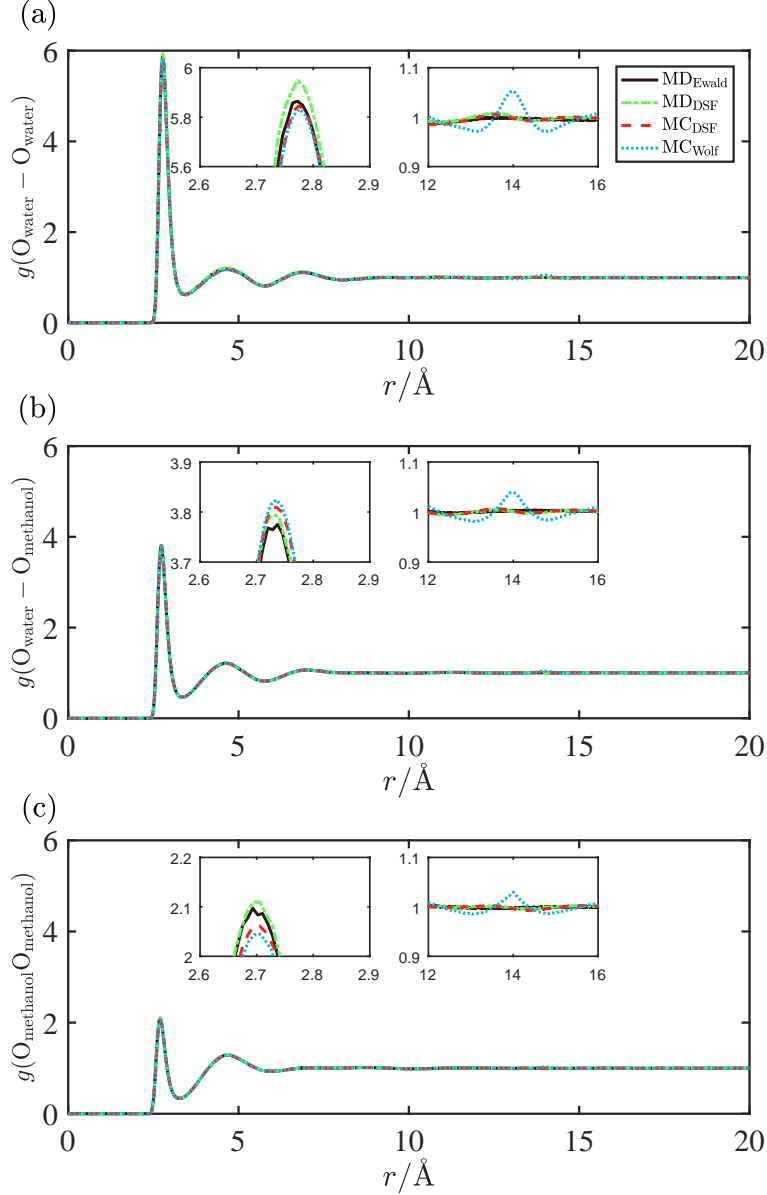 (a)
6
4
2
0
g(O_water − O_water)
6
5.8
5.6
2.6 2.7 2.8 2.9
1.1
1
0.9
12 14 16
MD_Ewald
MD_DSF
MC_DSF
MC_Wolf
0 5 10 15 20
r/Å
(b)
6
4
2
0
g(O_water − O_methanol)
3.9
3.8
3.7
2.6 2.7 2.8 2.9
1.1
1
0.9
12 14 16
0 5 10 15 20
r/Å
(c)
6
4
2
0
g(O_methanol O_methanol)
2.2
2.1
2
2.6 2.7 2.8 2.9
1.1
1
0.9
12 14 16
0 5 10 15 20
r/Å